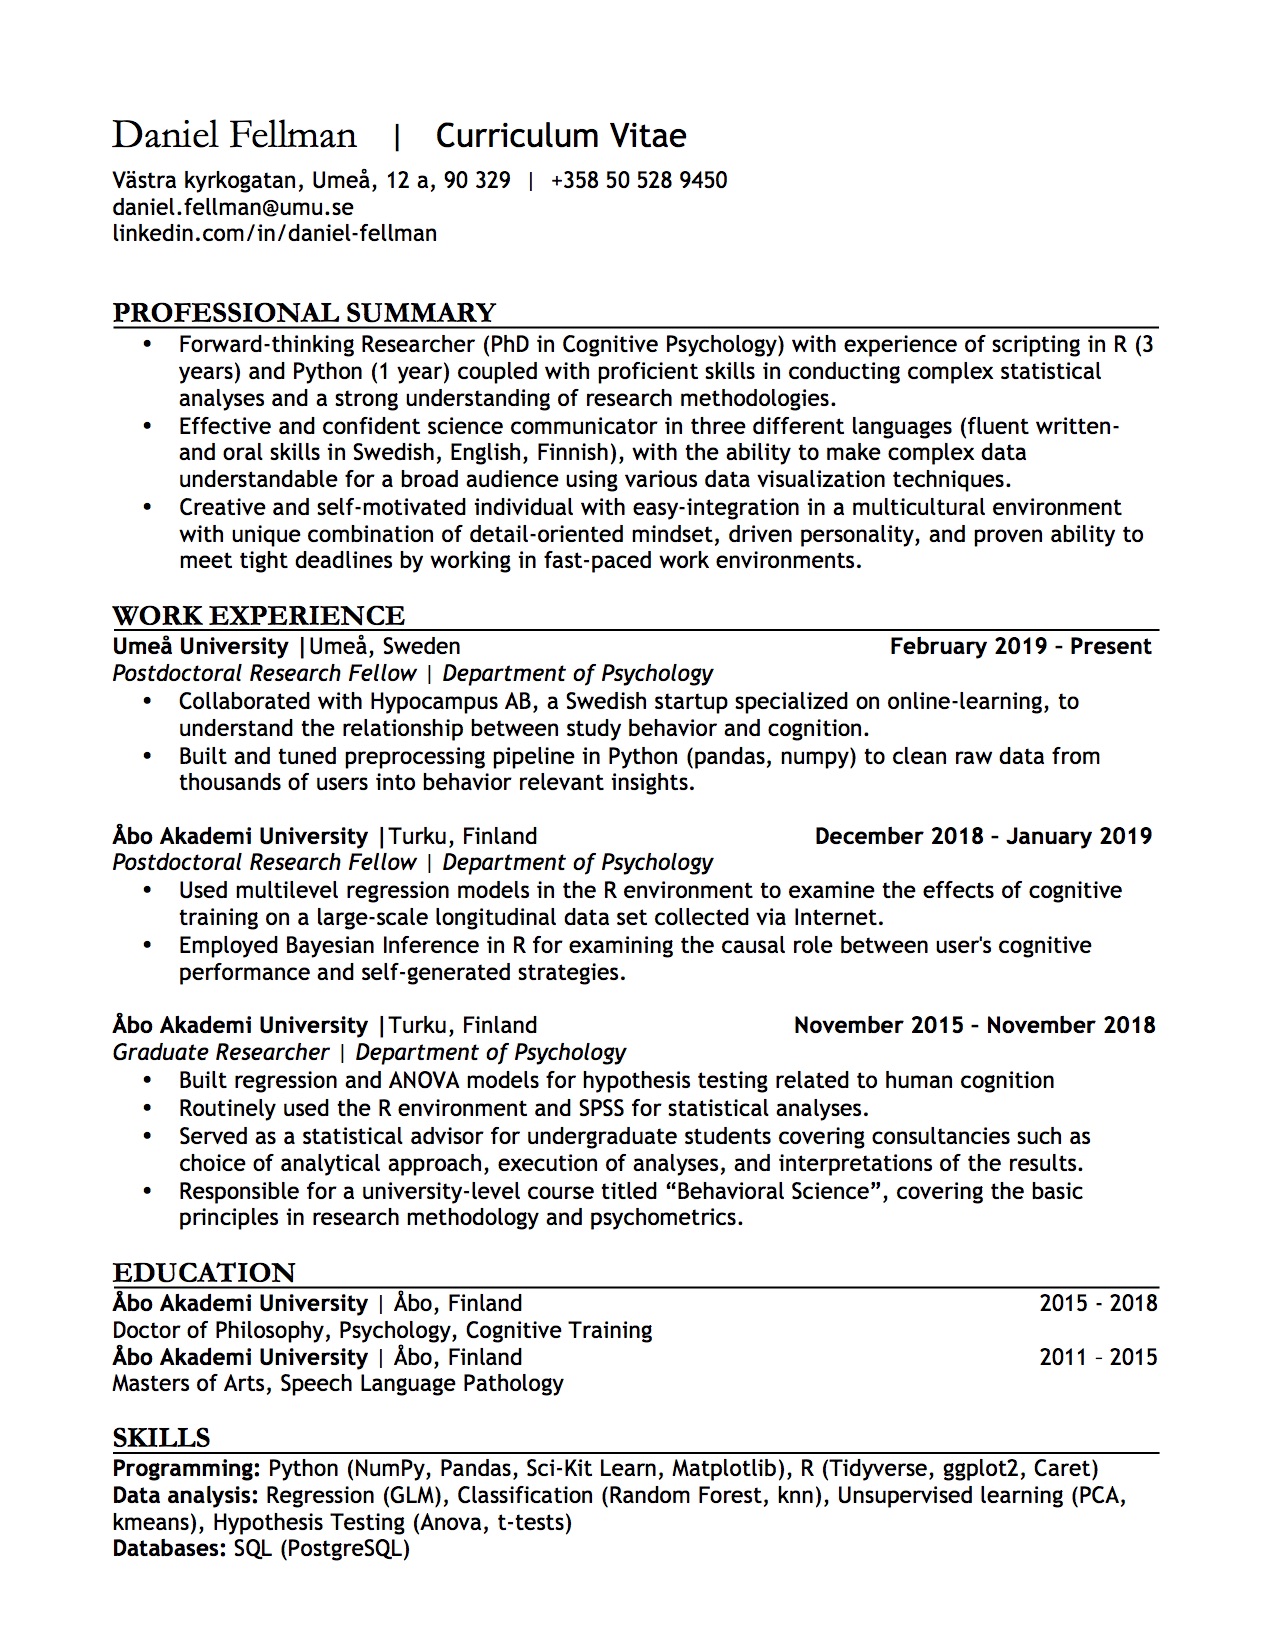 Daniel Fellman | Curriculum Vitae
Västra kyrkogatan, Umeå, 12 a, 90 329 | +358 50 528 9450
daniel.fellman@umu.se
linkedin.com/in/daniel-fellman
PROFESSIONAL SUMMARY
• Forward-thinking Researcher (PhD in Cognitive Psychology) with experience of scripting in R (3
years) and Python (1 year) coupled with proficient skills in conducting complex statistical
analyses and a strong understanding of research methodologies.
• Effective and confident science communicator in three different languages (fluent written-
and oral skills in Swedish, English, Finnish), with the ability to make complex data
understandable for a broad audience using various data visualization techniques.
• Creative and self-motivated individual with easy-integration in a multicultural environment
with unique combination of detail-oriented mindset, driven personality, and proven ability to
meet tight deadlines by working in fast-paced work environments.
WORK EXPERIENCE
Umeå University |Umeå, Sweden February 2019 – Present
Postdoctoral Research Fellow | Department of Psychology
• Collaborated with Hypocampus AB, a Swedish startup specialized on online-learning, to
understand the relationship between study behavior and cognition.
• Built and tuned preprocessing pipeline in Python (pandas, numpy) to clean raw data from
thousands of users into behavior relevant insights.
Åbo Akademi University |Turku, Finland December 2018 – January 2019
Postdoctoral Research Fellow | Department of Psychology
• Used multilevel regression models in the R environment to examine the effects of cognitive
training on a large-scale longitudinal data set collected via Internet.
• Employed Bayesian Inference in R for examining the causal role between user's cognitive
performance and self-generated strategies.
Åbo Akademi University |Turku, Finland November 2015 – November 2018
Graduate Researcher | Department of Psychology
• Built regression and ANOVA models for hypothesis testing related to human cognition
• Routinely used the R environment and SPSS for statistical analyses.
• Served as a statistical advisor for undergraduate students covering consultancies such as
choice of analytical approach, execution of analyses, and interpretations of the results.
• Responsible for a university-level course titled “Behavioral Science”, covering the basic
principles in research methodology and psychometrics.
EDUCATION
Åbo Akademi University | Åbo, Finland 2015 - 2018
Doctor of Philosophy, Psychology, Cognitive Training
Åbo Akademi University | Åbo, Finland 2011 – 2015
Masters of Arts, Speech Language Pathology
SKILLS
Programming: Python (NumPy, Pandas, Sci-Kit Learn, Matplotlib), R (Tidyverse, ggplot2, Caret)
Data analysis: Regression (GLM), Classification (Random Forest, knn), Unsupervised learning (PCA,
kmeans), Hypothesis Testing (Anova, t-tests)
Databases: SQL (PostgreSQL)